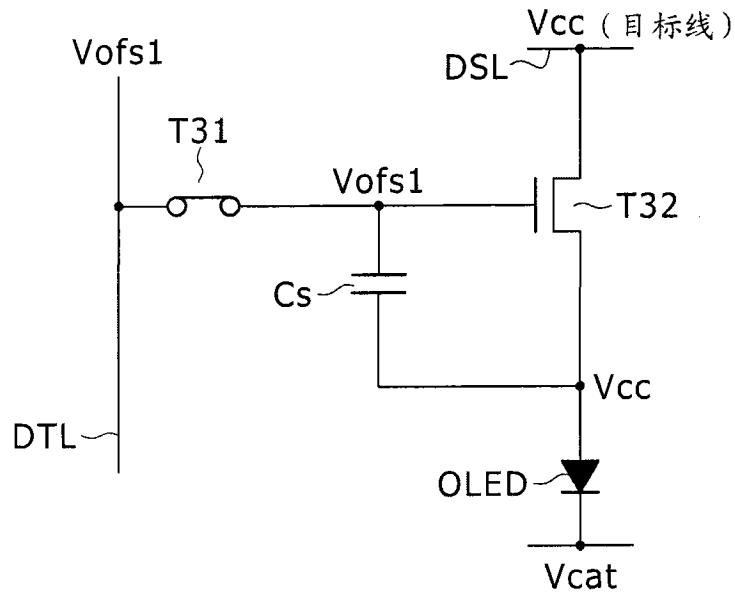 Vcc（目标线）
Vofs1
DSL
T31
Vofs1
T32
Cs
Vcc
DTL
OLED
Vcat